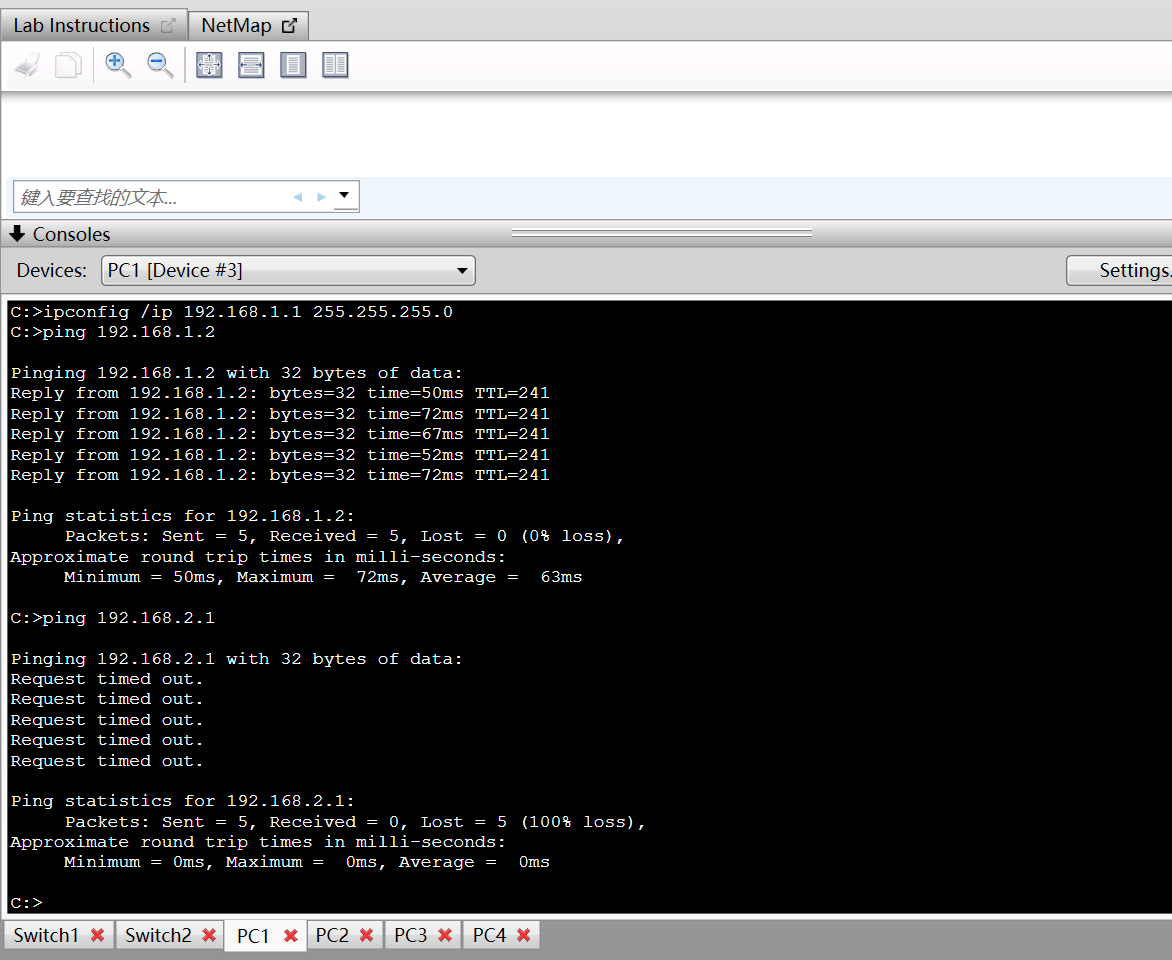 Lab Instructions NetMap
键入要查找的文本...
Consoles
Devices: PC1 [Device #3] Settings.
C:>ipconfig /ip 192.168.1.1 255.255.255.0
C:>ping 192.168.1.2
Pinging 192.168.1.2 with 32 bytes of data:
Reply from 192.168.1.2: bytes=32 time=50ms TTL=241
Reply from 192.168.1.2: bytes=32 time=72ms TTL=241
Reply from 192.168.1.2: bytes=32 time=67ms TTL=241
Reply from 192.168.1.2: bytes=32 time=52ms TTL=241
Reply from 192.168.1.2: bytes=32 time=72ms TTL=241
Ping statistics for 192.168.1.2:
Packets: Sent = 5, Received = 5, Lost = 0 (0% loss),
Approximate round trip times in milli-seconds:
Minimum = 50ms, Maximum =  72ms, Average =  63ms
C:>ping 192.168.2.1
Pinging 192.168.2.1 with 32 bytes of data:
Request timed out.
Request timed out.
Request timed out.
Request timed out.
Request timed out.
Ping statistics for 192.168.2.1:
Packets: Sent = 5, Received = 0, Lost = 5 (100% loss),
Approximate round trip times in milli-seconds:
Minimum = 0ms, Maximum =  0ms, Average =  0ms
C:>
Switch1 Switch2 PC1 PC2 PC3 PC4